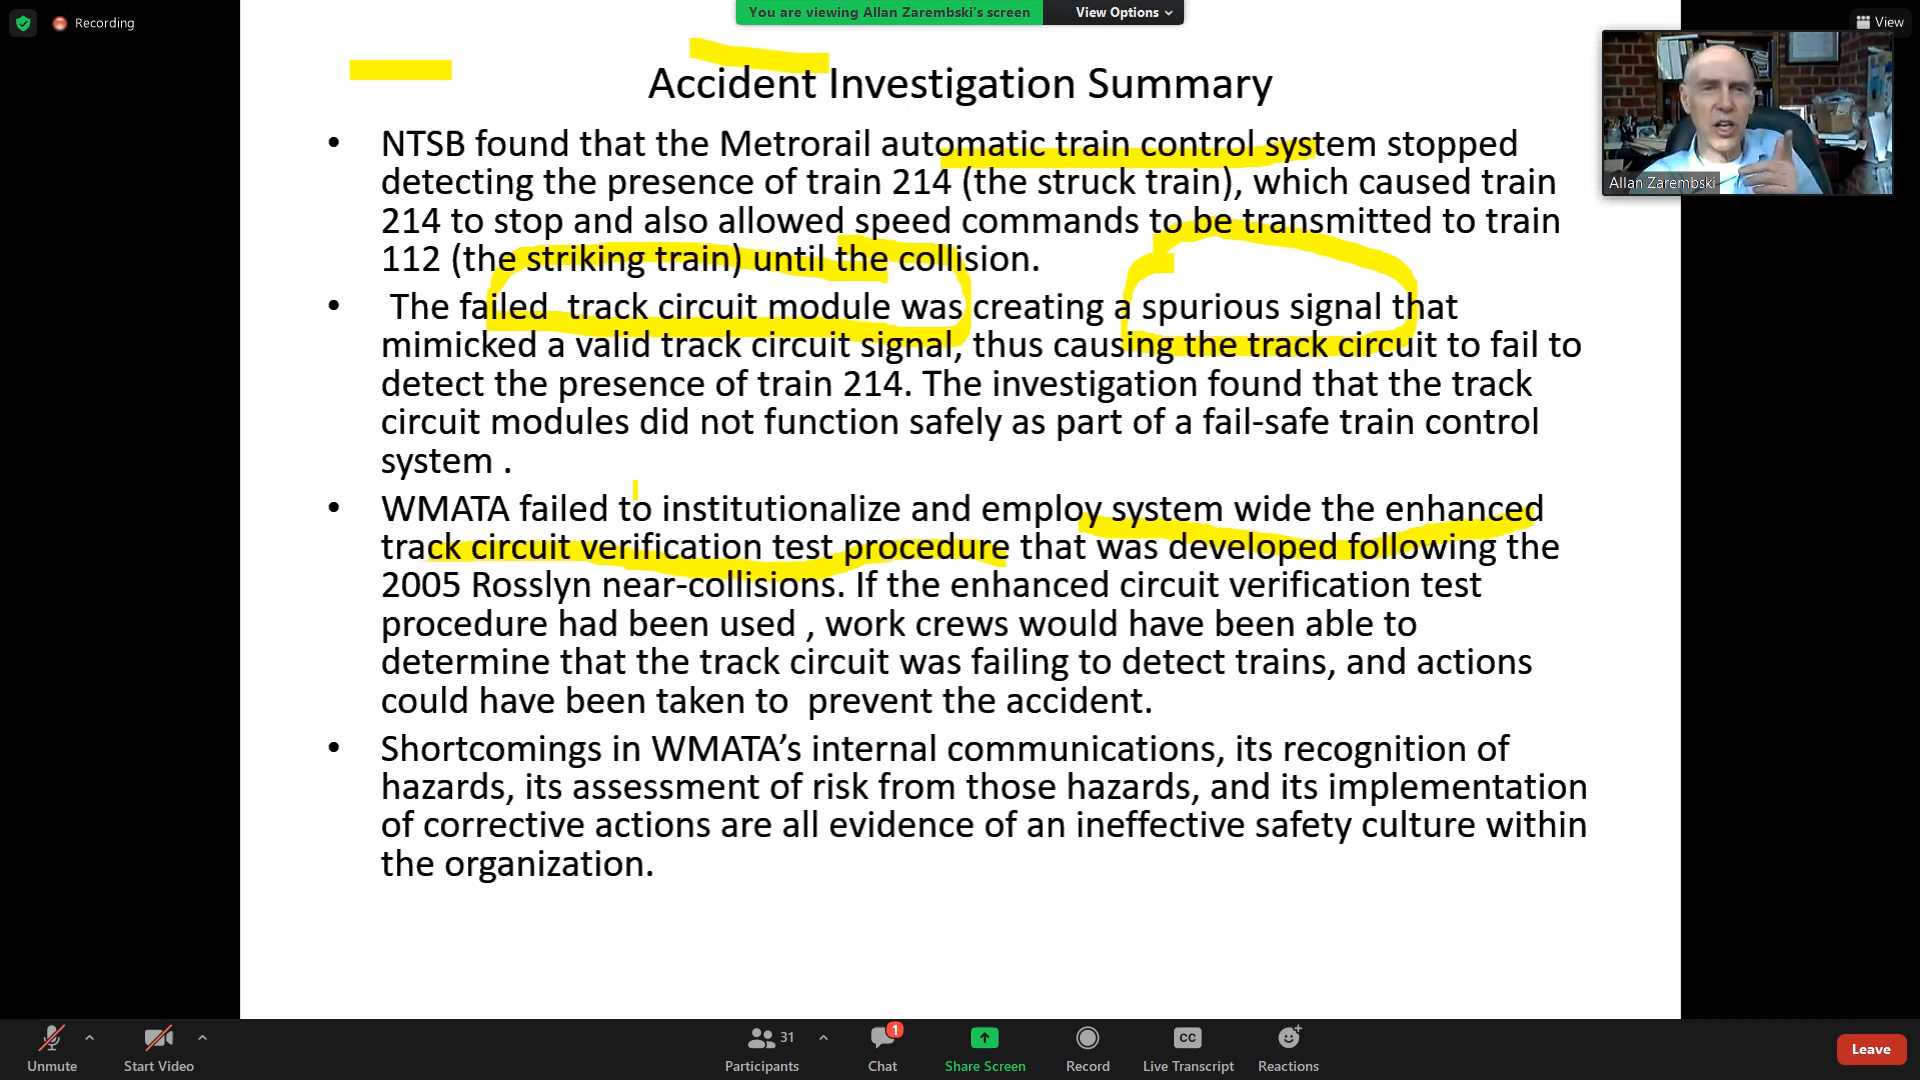 Recording
You are viewing Allan Zarembski's screen
View Options
View
Accident Investigation Summary
Allan Zarembski
• NTSB found that the Metrorail automatic train control system stopped
detecting the presence of train 214 (the struck train), which caused train
214 to stop and also allowed speed commands to be transmitted to train
112 (the striking train) until the collision.
• The failed track circuit module was creating a spurious signal that
mimicked a valid track circuit signal, thus causing the track circuit to fail to
detect the presence of train 214. The investigation found that the track
circuit modules did not function safely as part of a fail-safe train control
system .
• WMATA failed to institutionalize and employ system wide the enhanced
track circuit verification test procedure that was developed following the
2005 Rosslyn near-collisions. If the enhanced circuit verification test
procedure had been used , work crews would have been able to
determine that the track circuit was failing to detect trains, and actions
could have been taken to prevent the accident.
• Shortcomings in WMATA’s internal communications, its recognition of
hazards, its assessment of risk from those hazards, and its implementation
of corrective actions are all evidence of an ineffective safety culture within
the organization.
Unmute
Start Video
31
Participants
1
Chat
Share Screen
Record
CC
Live Transcript
Reactions
Leave